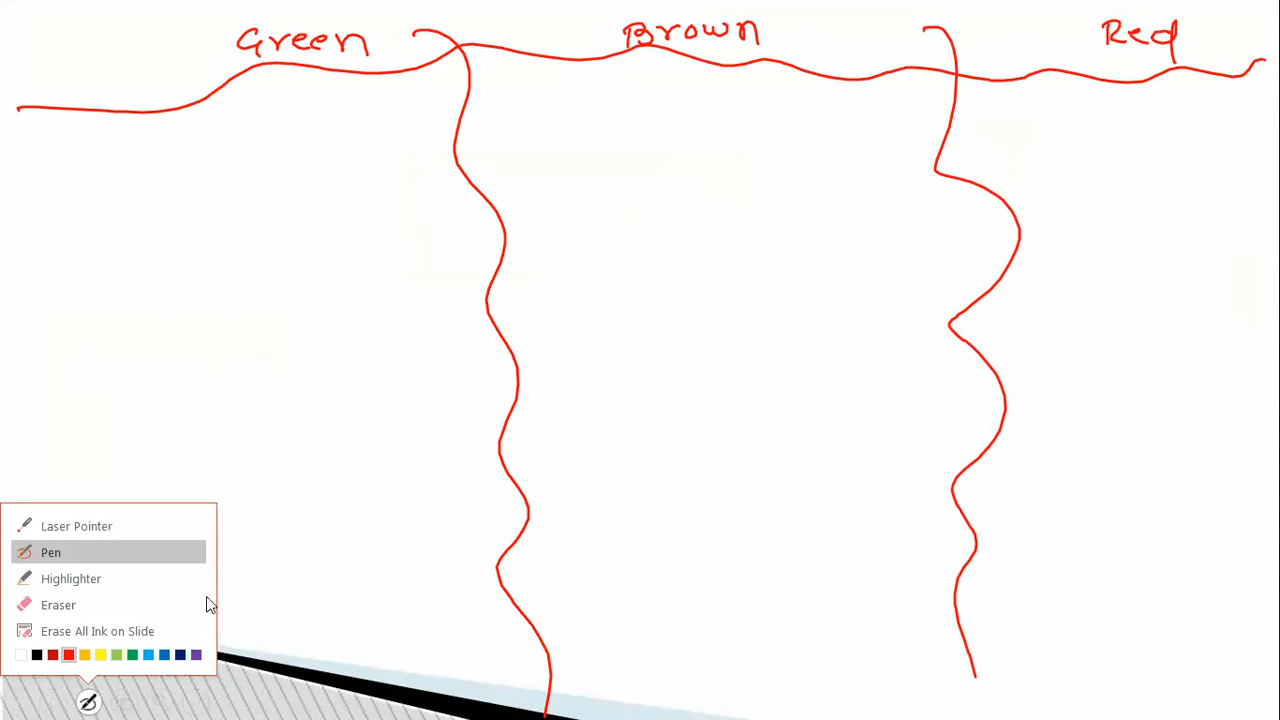 Green Brown Red
Laser Pointer
Pen
Highlighter
Eraser
Erase All Ink on Slide